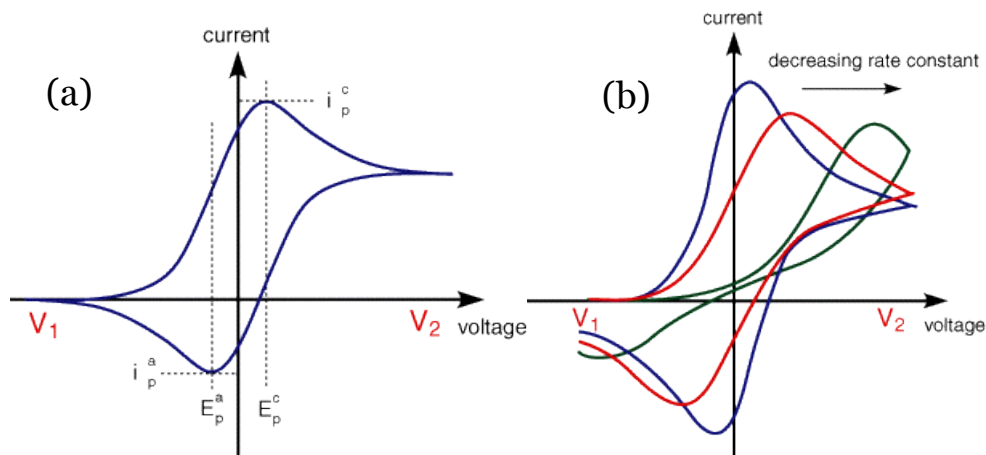 current
(a)
i_p^c
V₁
V₂
voltage
i_p^a
E_p^a
E_p^c
current
decreasing rate constant
(b)
V₁
V₂
voltage